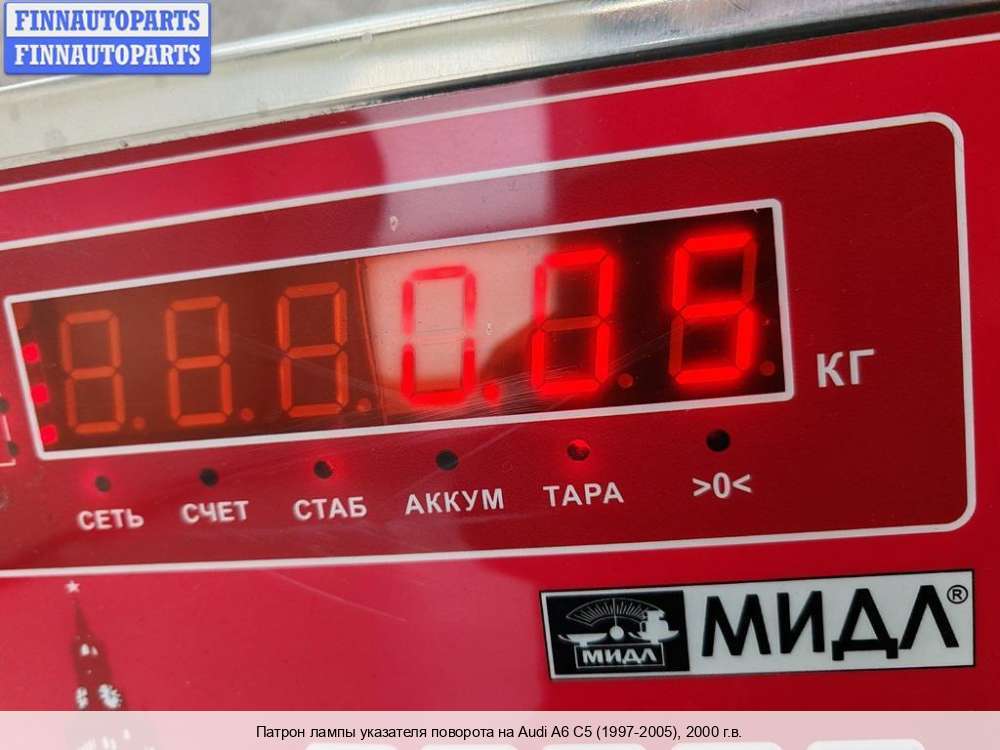 FINNAUTOPARTS
FINNAUTOPARTS
0.05
КГ
СЕТЬ СЧЕТ СТАБ АККУМ ТАРА >0<
МИДЛ МИДЛ®
Патрон лампы указателя поворота на Audi A6 C5 (1997-2005), 2000 г.в.